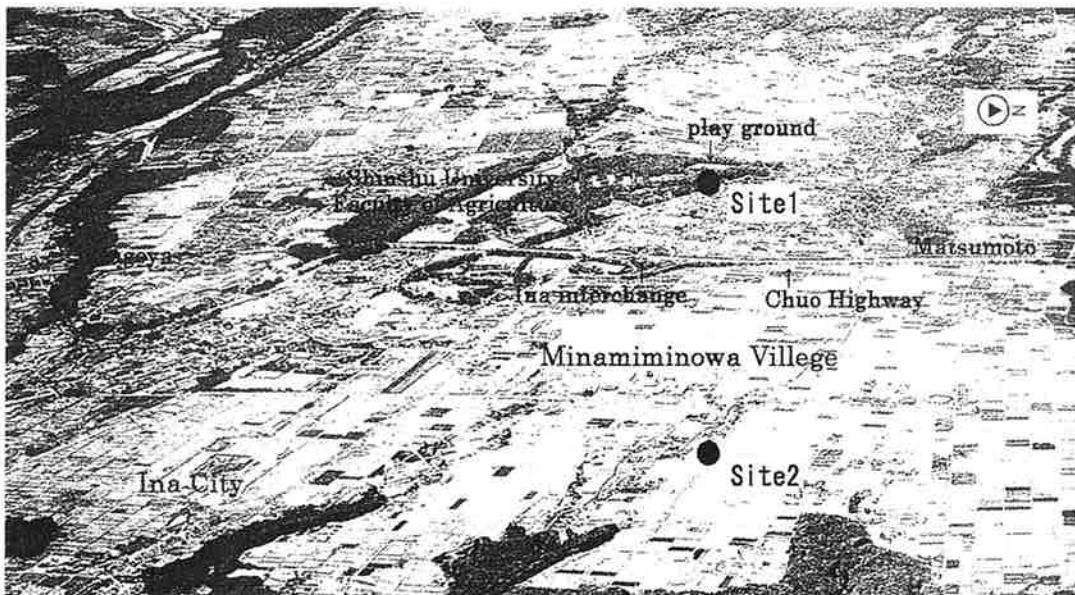 play ground
N
Shinshu University
Faculty of Agriculture
Site1
Matsumoto
Ina interchange
Chuo Highway
Minamiminowa Villege
Ina City
Site2